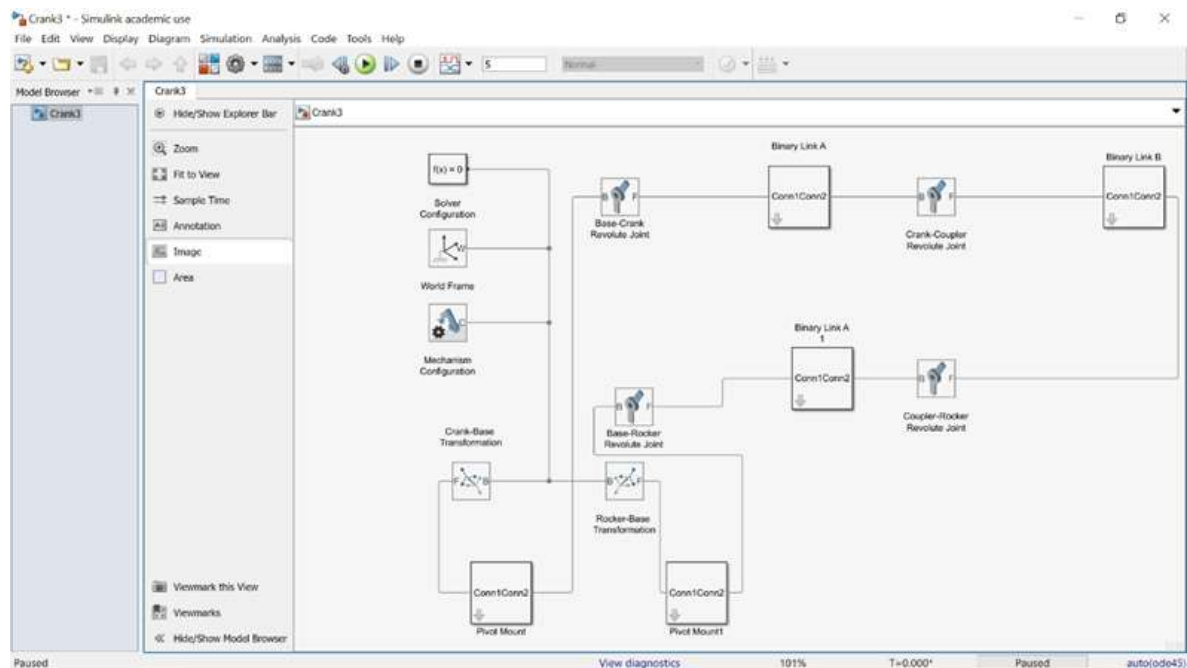 Crank3 * - Simulink academic use
File Edit View Display Diagram Simulation Analysis Code Tools Help
5
Normal
Model Browser
Crank3
Crank3
Hide/Show Explorer Bar
Zoom
Fit to View
Sample Time
Annotation
Image
Area
Viewmark this View
Viewmarks
Hide/Show Model Browser
Crank3
f(x) = 0
Solver
Configuration
W
World Frame
C
Mechanism
Configuration
Crank-Base
Transformation
F B
Conn1Conn2
Pivot Mount
B F
Base-Crank
Revolute Joint
Binary Link A
Conn1Conn2
B F
Crank-Coupler
Revolute Joint
Binary Link B
Conn1Conn2
Binary Link A
1
Conn1Conn2
B F
Coupler-Rocker
Revolute Joint
B F
Base-Rocker
Revolute Joint
B F
Rocker-Base
Transformation
Conn1Conn2
Pivot Mount1
Paused
View diagnostics
101%
T=0.000*
Paused
auto(ode45)